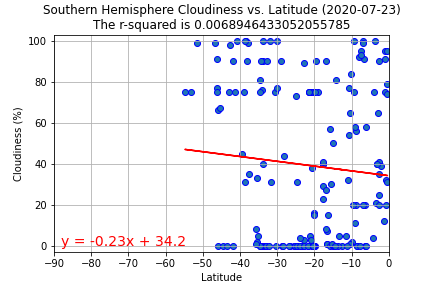 Southern Hemisphere Cloudiness vs. Latitude (2020-07-23)
The r-squared is 0.0068946433052055785
100
80
60
40
20
0
Cloudiness (%)
y = -0.23x + 34.2
−90 −80 −70 −60 −50 −40 −30 −20 −10 0
Latitude